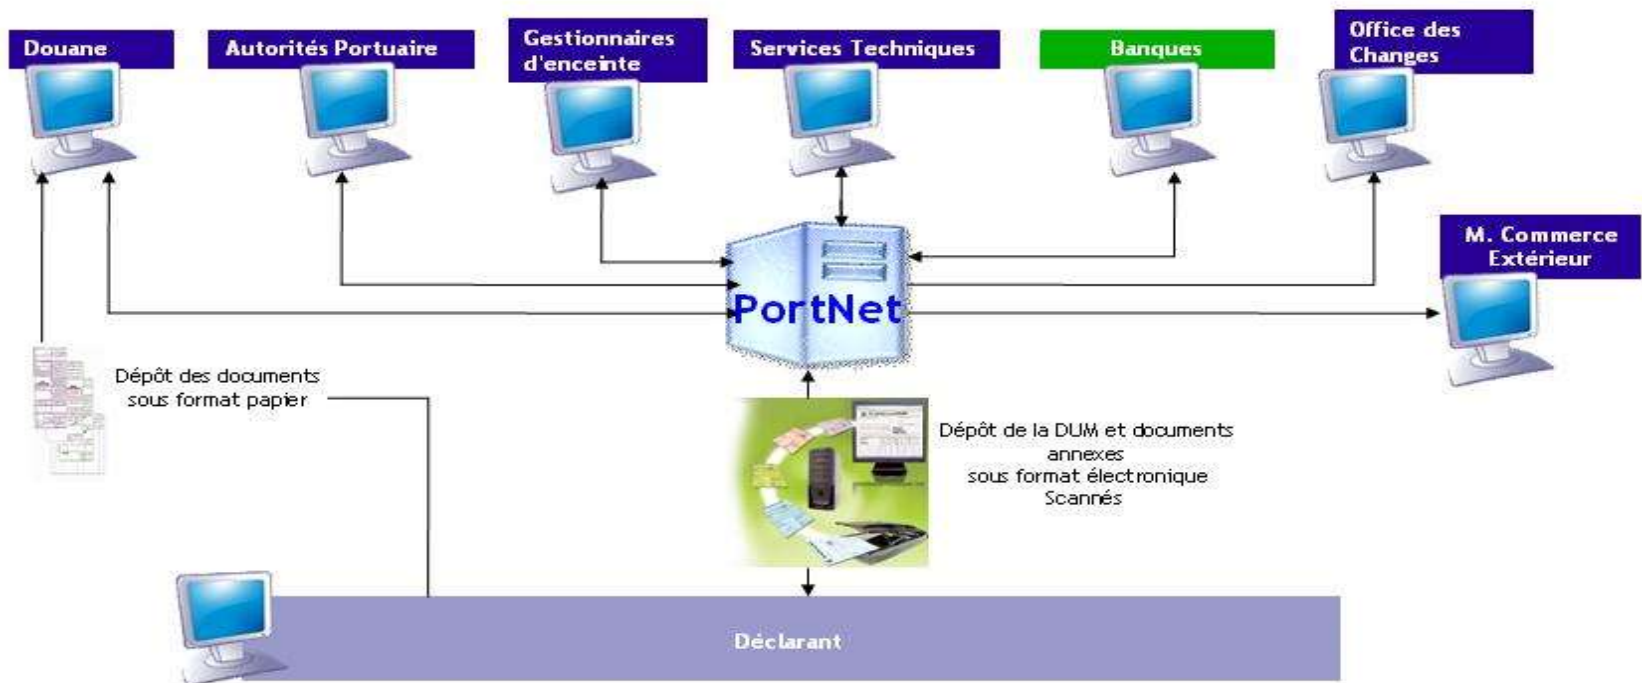 Douane
Autorités Portuaire
Gestionnaires
d'enceinte
Services Techniques
Banques
Office des
Changes
M. Commerce
Extérieur
PortNet
Dépôt des documents
sous format papier
Dépôt de la DUM et documents
annexes
sous format électronique
Scannés
Déclarant